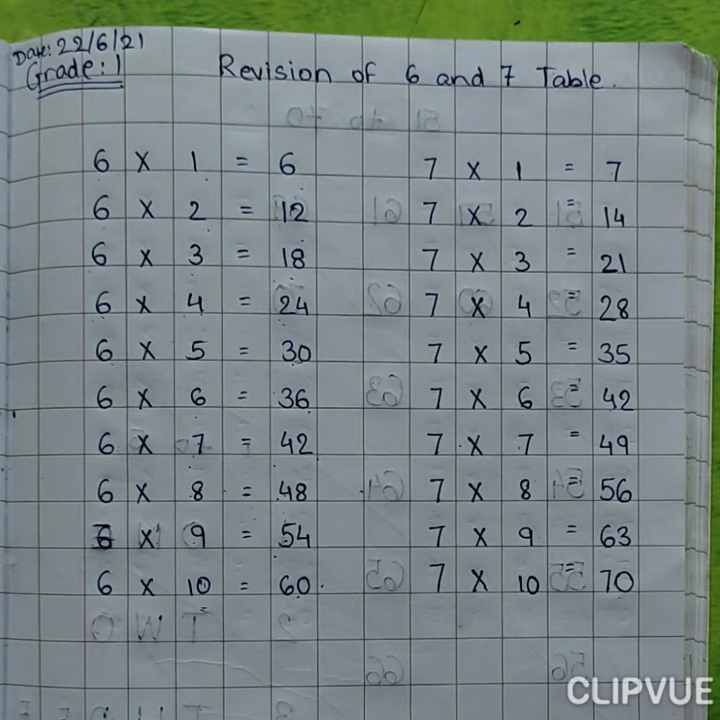 Date: 22/6/21
Grade: 1
Revision of 6 and 7 Table.
6 X 1 = 6 7 X 1 = 7
6 X 2 = 12 7 X 2 = 14
6 X 3 = 18 7 X 3 = 21
6 X 4 = 24 7 X 4 = 28
6 X 5 = 30 7 X 5 = 35
6 X 6 = 36 7 X 6 = 42
6 X 7 = 42 7 X 7 = 49
6 X 8 = 48 7 X 8 = 56
6 X 9 = 54 7 X 9 = 63
6 X 10 = 60 7 X 10 = 70
CLIPVUE